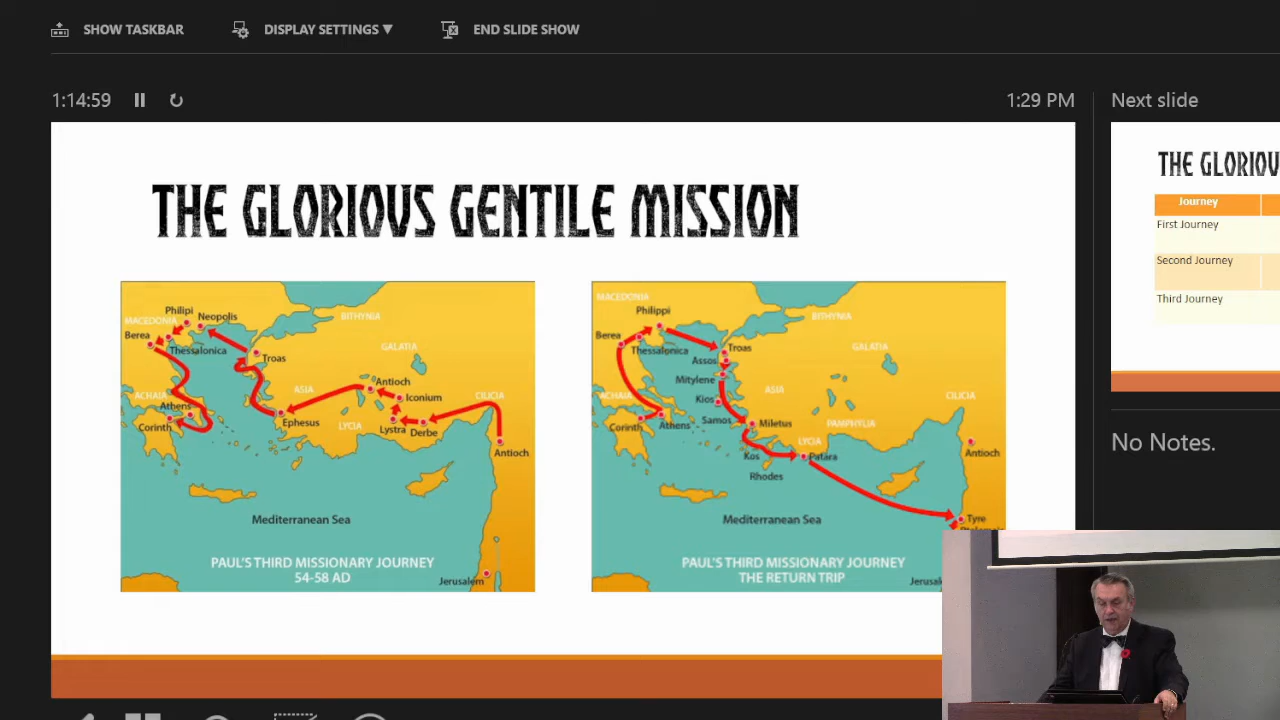 SHOW TASKBAR
DISPLAY SETTINGS ▼
END SLIDE SHOW
1:14:59
1:29 PM
Next slide
THE GLORIOUS GENTILE MISSION
MACEDONIA
Philipi
Neopolis
BITHYNIA
Berea
Thessalonica
Troas
GALATIA
ASIA
Antioch
Iconium
CILICIA
ACHAIA
Athens
Corinth
Ephesus
LYCIA
Lystra
Derbe
Antioch
Mediterranean Sea
PAUL'S THIRD MISSIONARY JOURNEY
54-58 AD
Jerusalem
MACEDONIA
Philippi
BITHYNIA
Berea
Thessalonica
Troas
Assos
GALATIA
Mitylene
ASIA
ACHAIA
Kios
CILICIA
Corinth
Athens
Samos
Miletus
PAMPHYLIA
LYCIA
Kos
Patara
Antioch
Rhodes
Mediterranean Sea
Tyre
PAUL'S THIRD MISSIONARY JOURNEY
THE RETURN TRIP
Jerusal
THE GLORIOU
Journey
First Journey
Second Journey
Third Journey
No Notes.